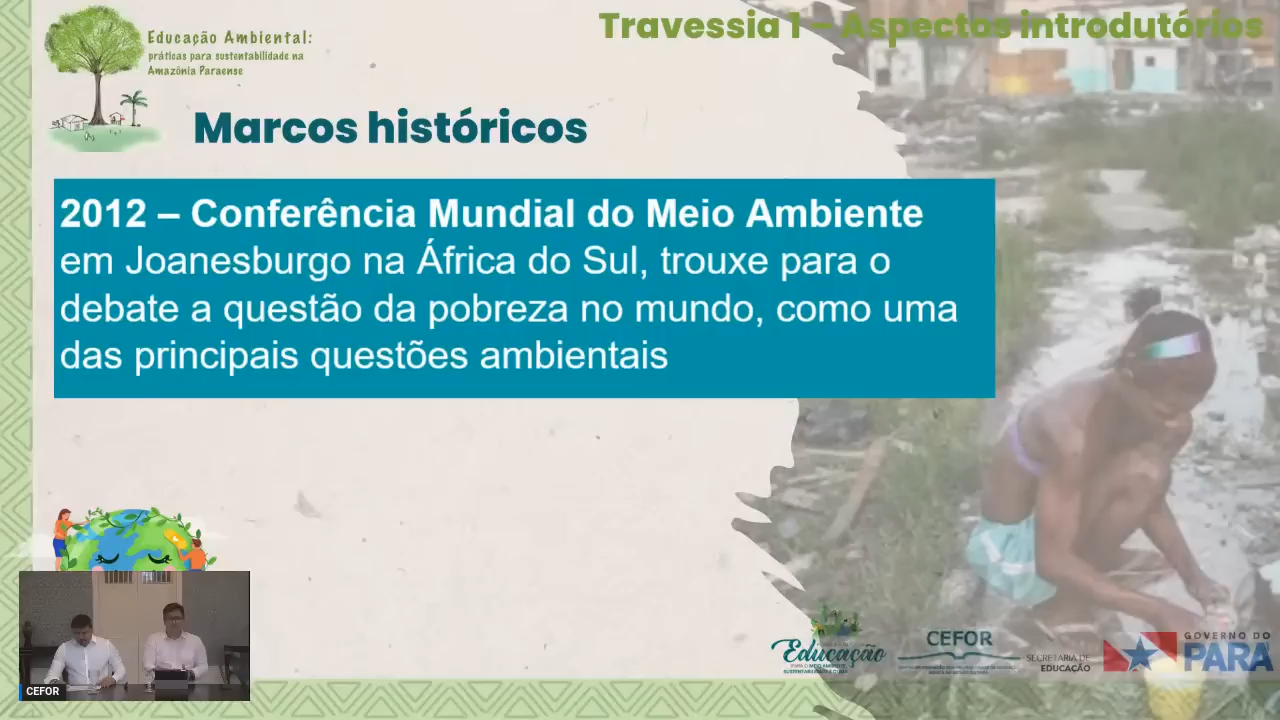 Educação Ambiental:
práticas para sustentabilidade na
Amazônia Paraense
Travessia 1 – Aspectos introdutórios
Marcos históricos
2012 – Conferência Mundial do Meio Ambiente
em Joanesburgo na África do Sul, trouxe para o
debate a questão da pobreza no mundo, como uma
das principais questões ambientais
CEFOR
Educação
CEFOR
SECRETARIA DE
EDUCAÇÃO
GOVERNO DO
PARÁ